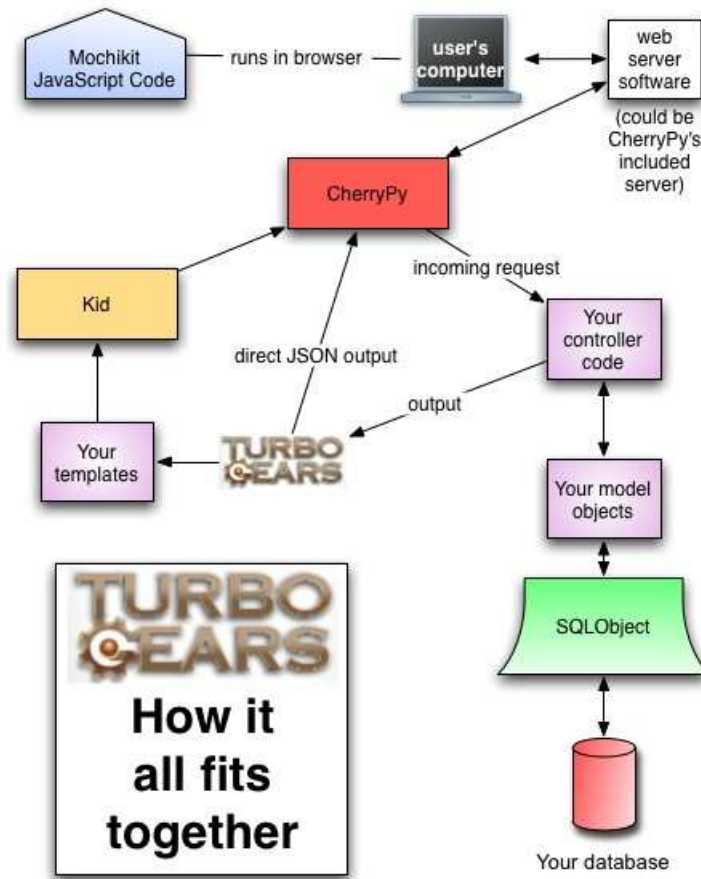 Mochikit
JavaScript Code
runs in browser
user's
computer
web
server
software
(could be
CherryPy's
included
server)
CherryPy
incoming request
Kid
Your
controller
code
direct JSON output
output
Your
templates
TURBO
GEARS
Your model
objects
TURBO
GEARS
How it
all fits
together
SQLObject
Your database